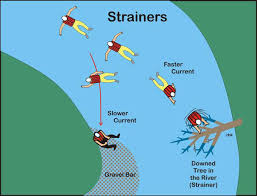 Strainers
Faster
Current
Slower
Current
Gravel Bar
Downed
Tree in
the River
(Strainer)